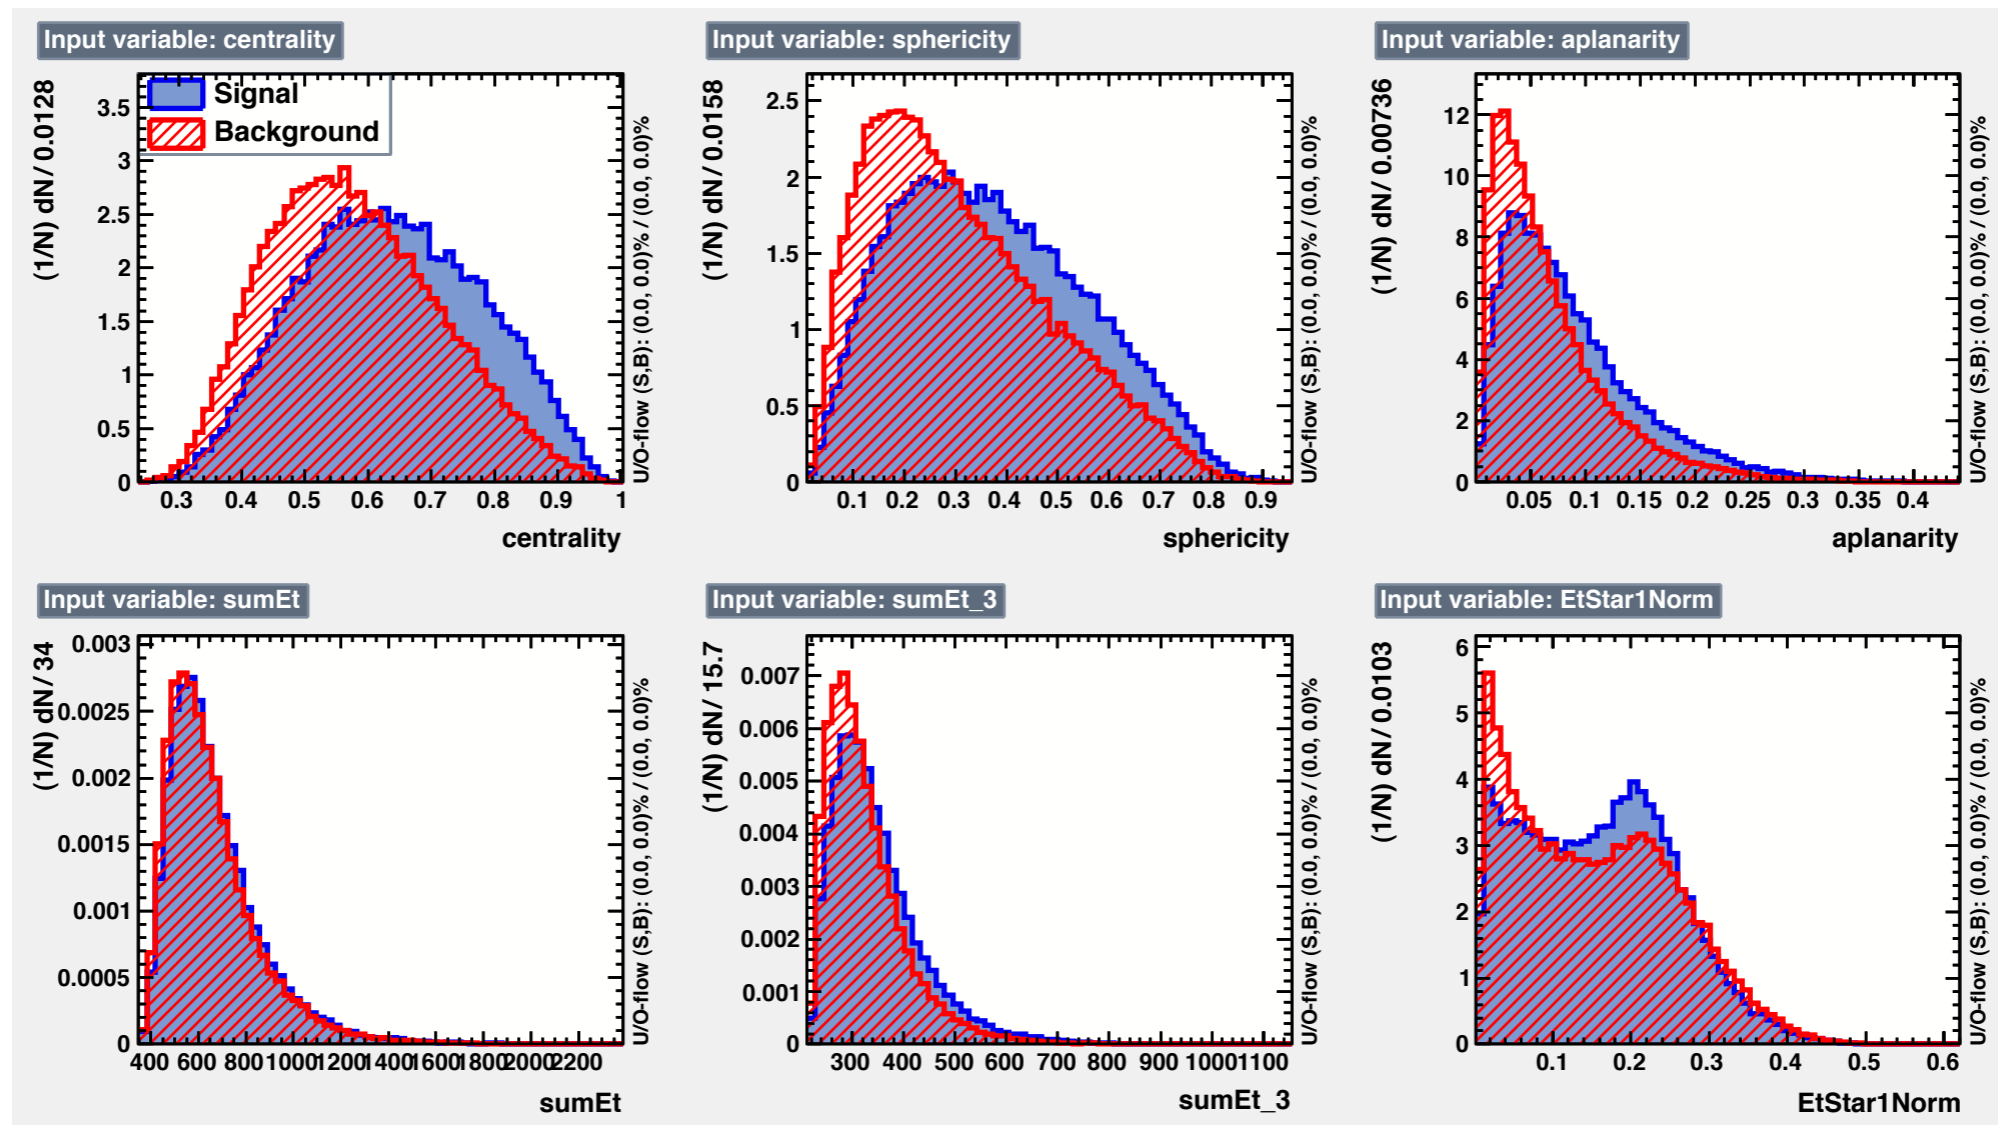 Input variable: centrality
(1/N) dN / 0.0128
3.5
3
2.5
2
1.5
1
0.5
0
Signal
Background
0.3 0.4 0.5 0.6 0.7 0.8 0.9 1
centrality
U/O-flow (S,B): (0.0, 0.0)% / (0.0, 0.0)%
Input variable: sphericity
(1/N) dN / 0.0158
2.5
2
1.5
1
0.5
0
0.1 0.2 0.3 0.4 0.5 0.6 0.7 0.8 0.9
sphericity
U/O-flow (S,B): (0.0, 0.0)% / (0.0, 0.0)%
Input variable: aplanarity
(1/N) dN / 0.00736
12
10
8
6
4
2
0
0.05 0.1 0.15 0.2 0.25 0.3 0.35 0.4
aplanarity
U/O-flow (S,B): (0.0, 0.0)% / (0.0, 0.0)%
Input variable: sumEt
(1/N) dN / 34
0.003
0.0025
0.002
0.0015
0.001
0.0005
0
400 600 800 1000 1200 1400 1600 1800 2000 2200
sumEt
U/O-flow (S,B): (0.0, 0.0)% / (0.0, 0.0)%
Input variable: sumEt_3
(1/N) dN / 15.7
0.007
0.006
0.005
0.004
0.003
0.002
0.001
0
300 400 500 600 700 800 900 1000 1100
sumEt_3
U/O-flow (S,B): (0.0, 0.0)% / (0.0, 0.0)%
Input variable: EtStar1Norm
(1/N) dN / 0.0103
6
5
4
3
2
1
0
0.1 0.2 0.3 0.4 0.5 0.6
EtStar1Norm
U/O-flow (S,B): (0.0, 0.0)% / (0.0, 0.0)%